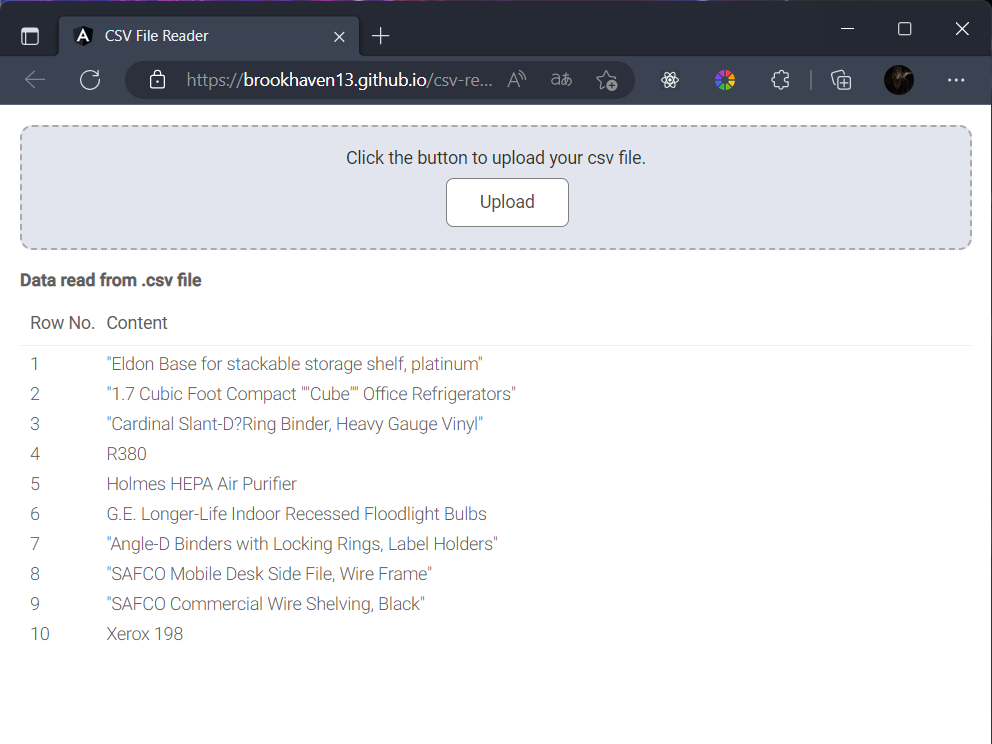 CSV File Reader
https://brookhaven13.github.io/csv-re...
Click the button to upload your csv file.
Upload
Data read from .csv file
Row No. Content
1 "Eldon Base for stackable storage shelf, platinum"
2 "1.7 Cubic Foot Compact ""Cube"" Office Refrigerators"
3 "Cardinal Slant-D?Ring Binder, Heavy Gauge Vinyl"
4 R380
5 Holmes HEPA Air Purifier
6 G.E. Longer-Life Indoor Recessed Floodlight Bulbs
7 "Angle-D Binders with Locking Rings, Label Holders"
8 "SAFCO Mobile Desk Side File, Wire Frame"
9 "SAFCO Commercial Wire Shelving, Black"
10 Xerox 198